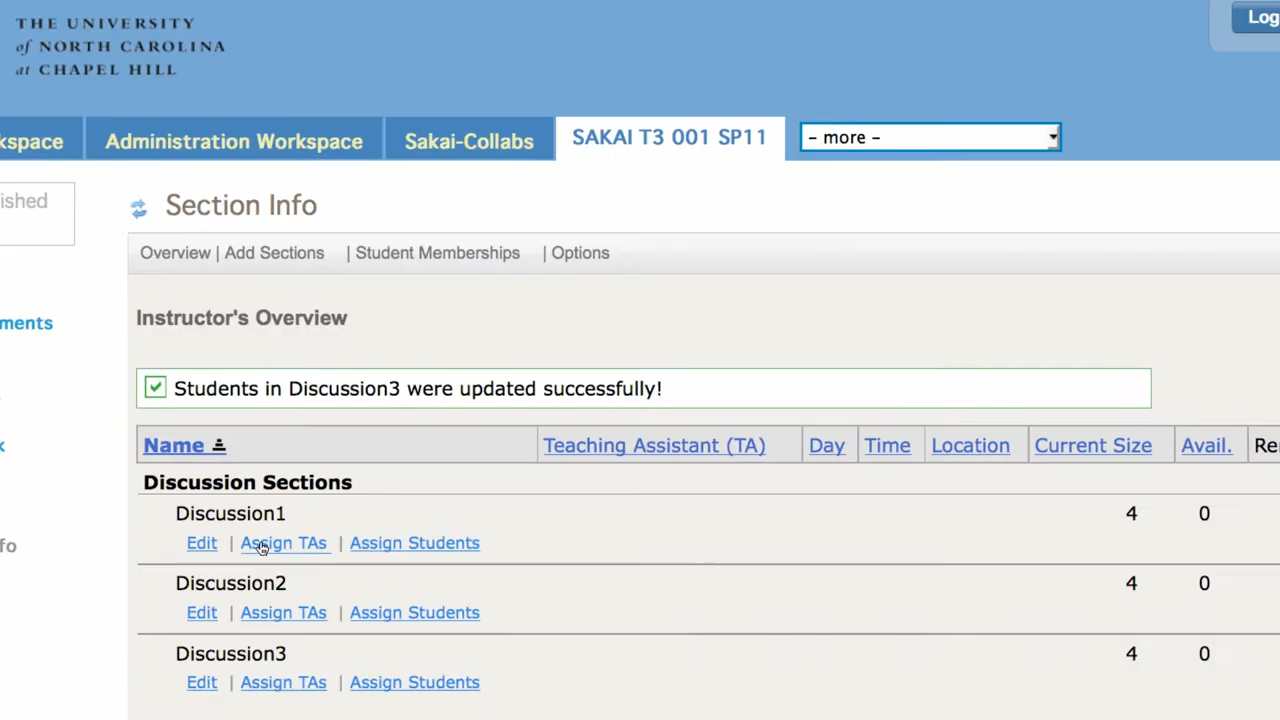 THE UNIVERSITY
of NORTH CAROLINA
at CHAPEL HILL
Log
kspace Administration Workspace Sakai-Collabs SAKAI T3 001 SP11 - more -
ished
Section Info
Overview | Add Sections | Student Memberships | Options
Instructor's Overview
ments
Students in Discussion3 were updated successfully!
k
Name Teaching Assistant (TA) Day Time Location Current Size Avail. Re
Discussion Sections
Discussion1 4 0
fo
Edit | Assign TAs | Assign Students
Discussion2 4 0
Edit | Assign TAs | Assign Students
Discussion3 4 0
Edit | Assign TAs | Assign Students